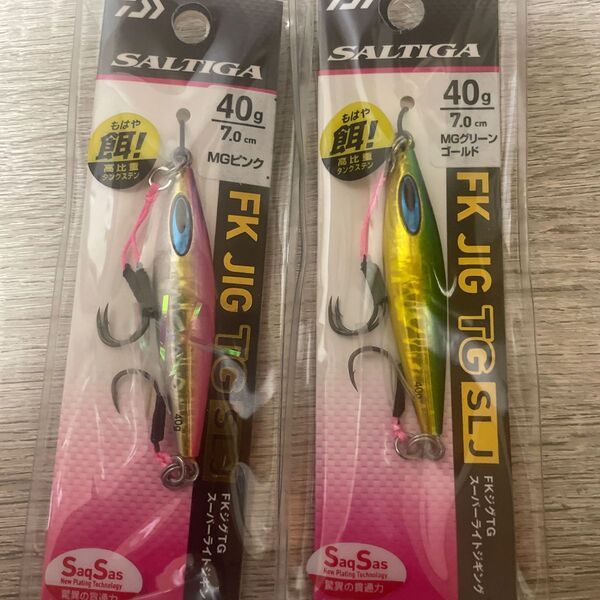 SALTIGA
40g
7.0 cm
MGピンク
もはや
餌!
高比重
タングステン
FK JIG TG SLJ
40g
FKジグTG
スーパーライトジギング
SaqSas
New Plating Technology
驚異の貫通力
SALTIGA
40g
7.0 cm
MGグリーン
ゴールド
もはや
餌!
高比重
タングステン
FK JIG TG SLJ
40g
FKジグTG
スーパーライトジギング
SaqSas
New Plating Technology
驚異の貫通力